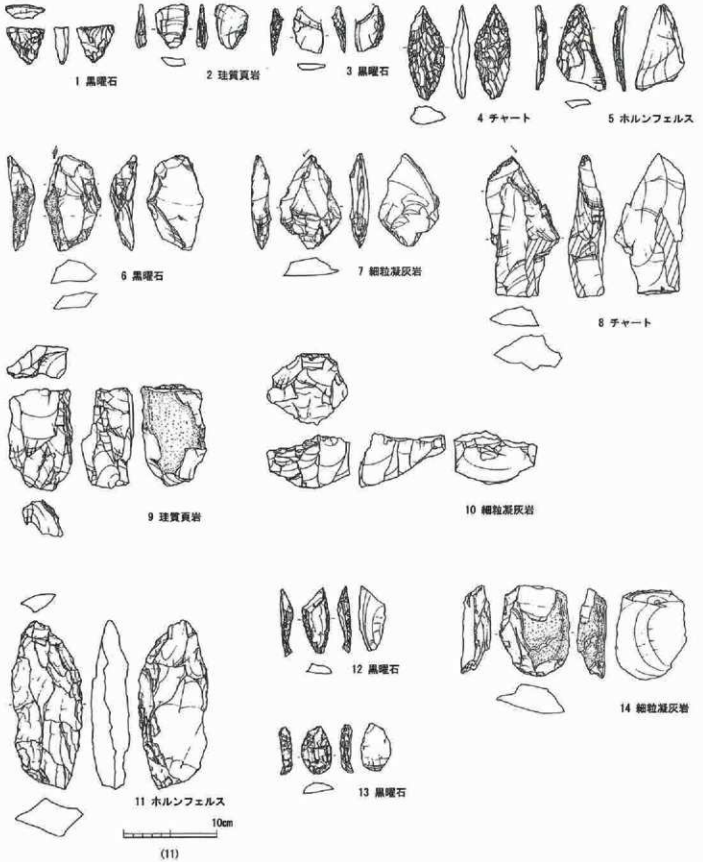 1 黒曜石
2 珪質頁岩
3 黒曜石
4 チャート
5 ホルンフェルス
6 黒曜石
7 細粒凝灰岩
8 チャート
9 珪質頁岩
10 細粒凝灰岩
11 ホルンフェルス
12 黒曜石
13 黒曜石
14 細粒凝灰岩
10cm
(11)